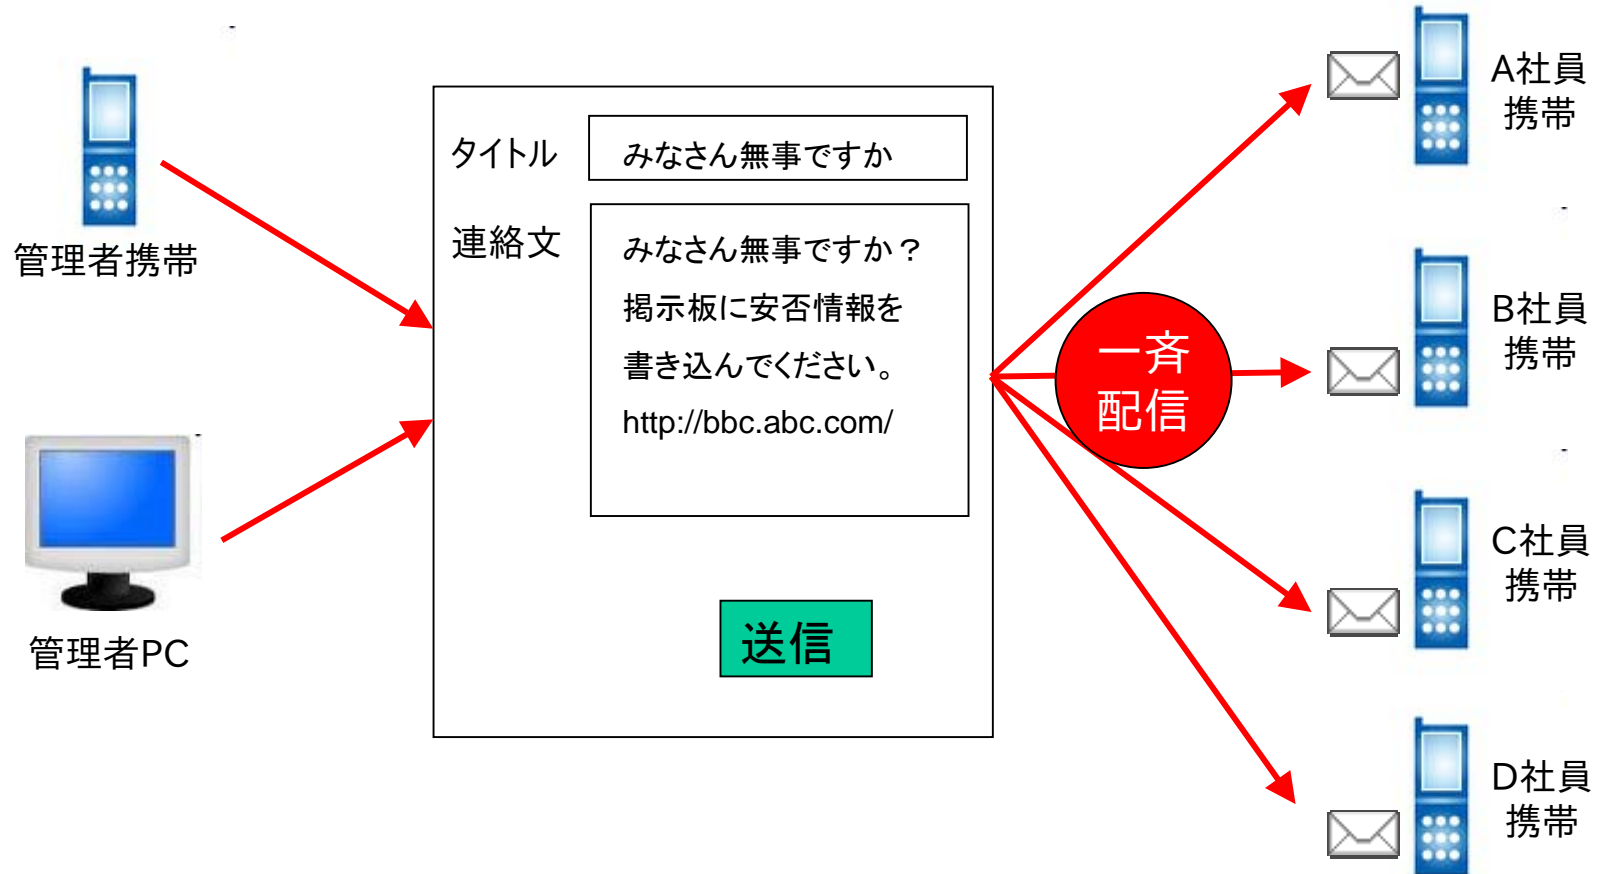 管理者携帯
管理者PC
タイトル
みなさん無事ですか
連絡文
みなさん無事ですか？
掲示板に安否情報を
書き込んでください。
http://bbc.abc.com/
送信
一斉
配信
A社員
携帯
B社員
携帯
C社員
携帯
D社員
携帯